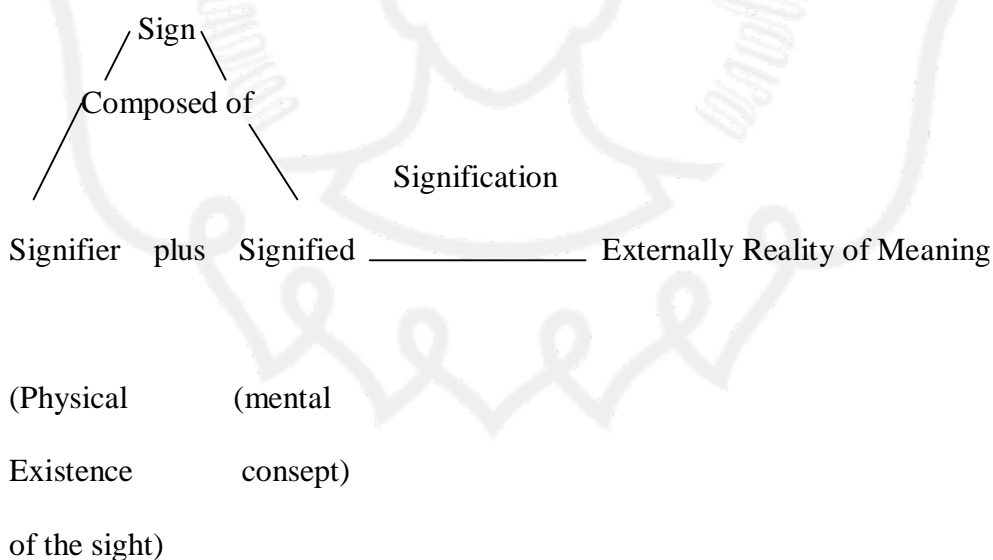 Sign
Composed of
Signification
Signifier plus Signified Externally Reality of Meaning
(Physical (mental
Existence consept)
of the sight)